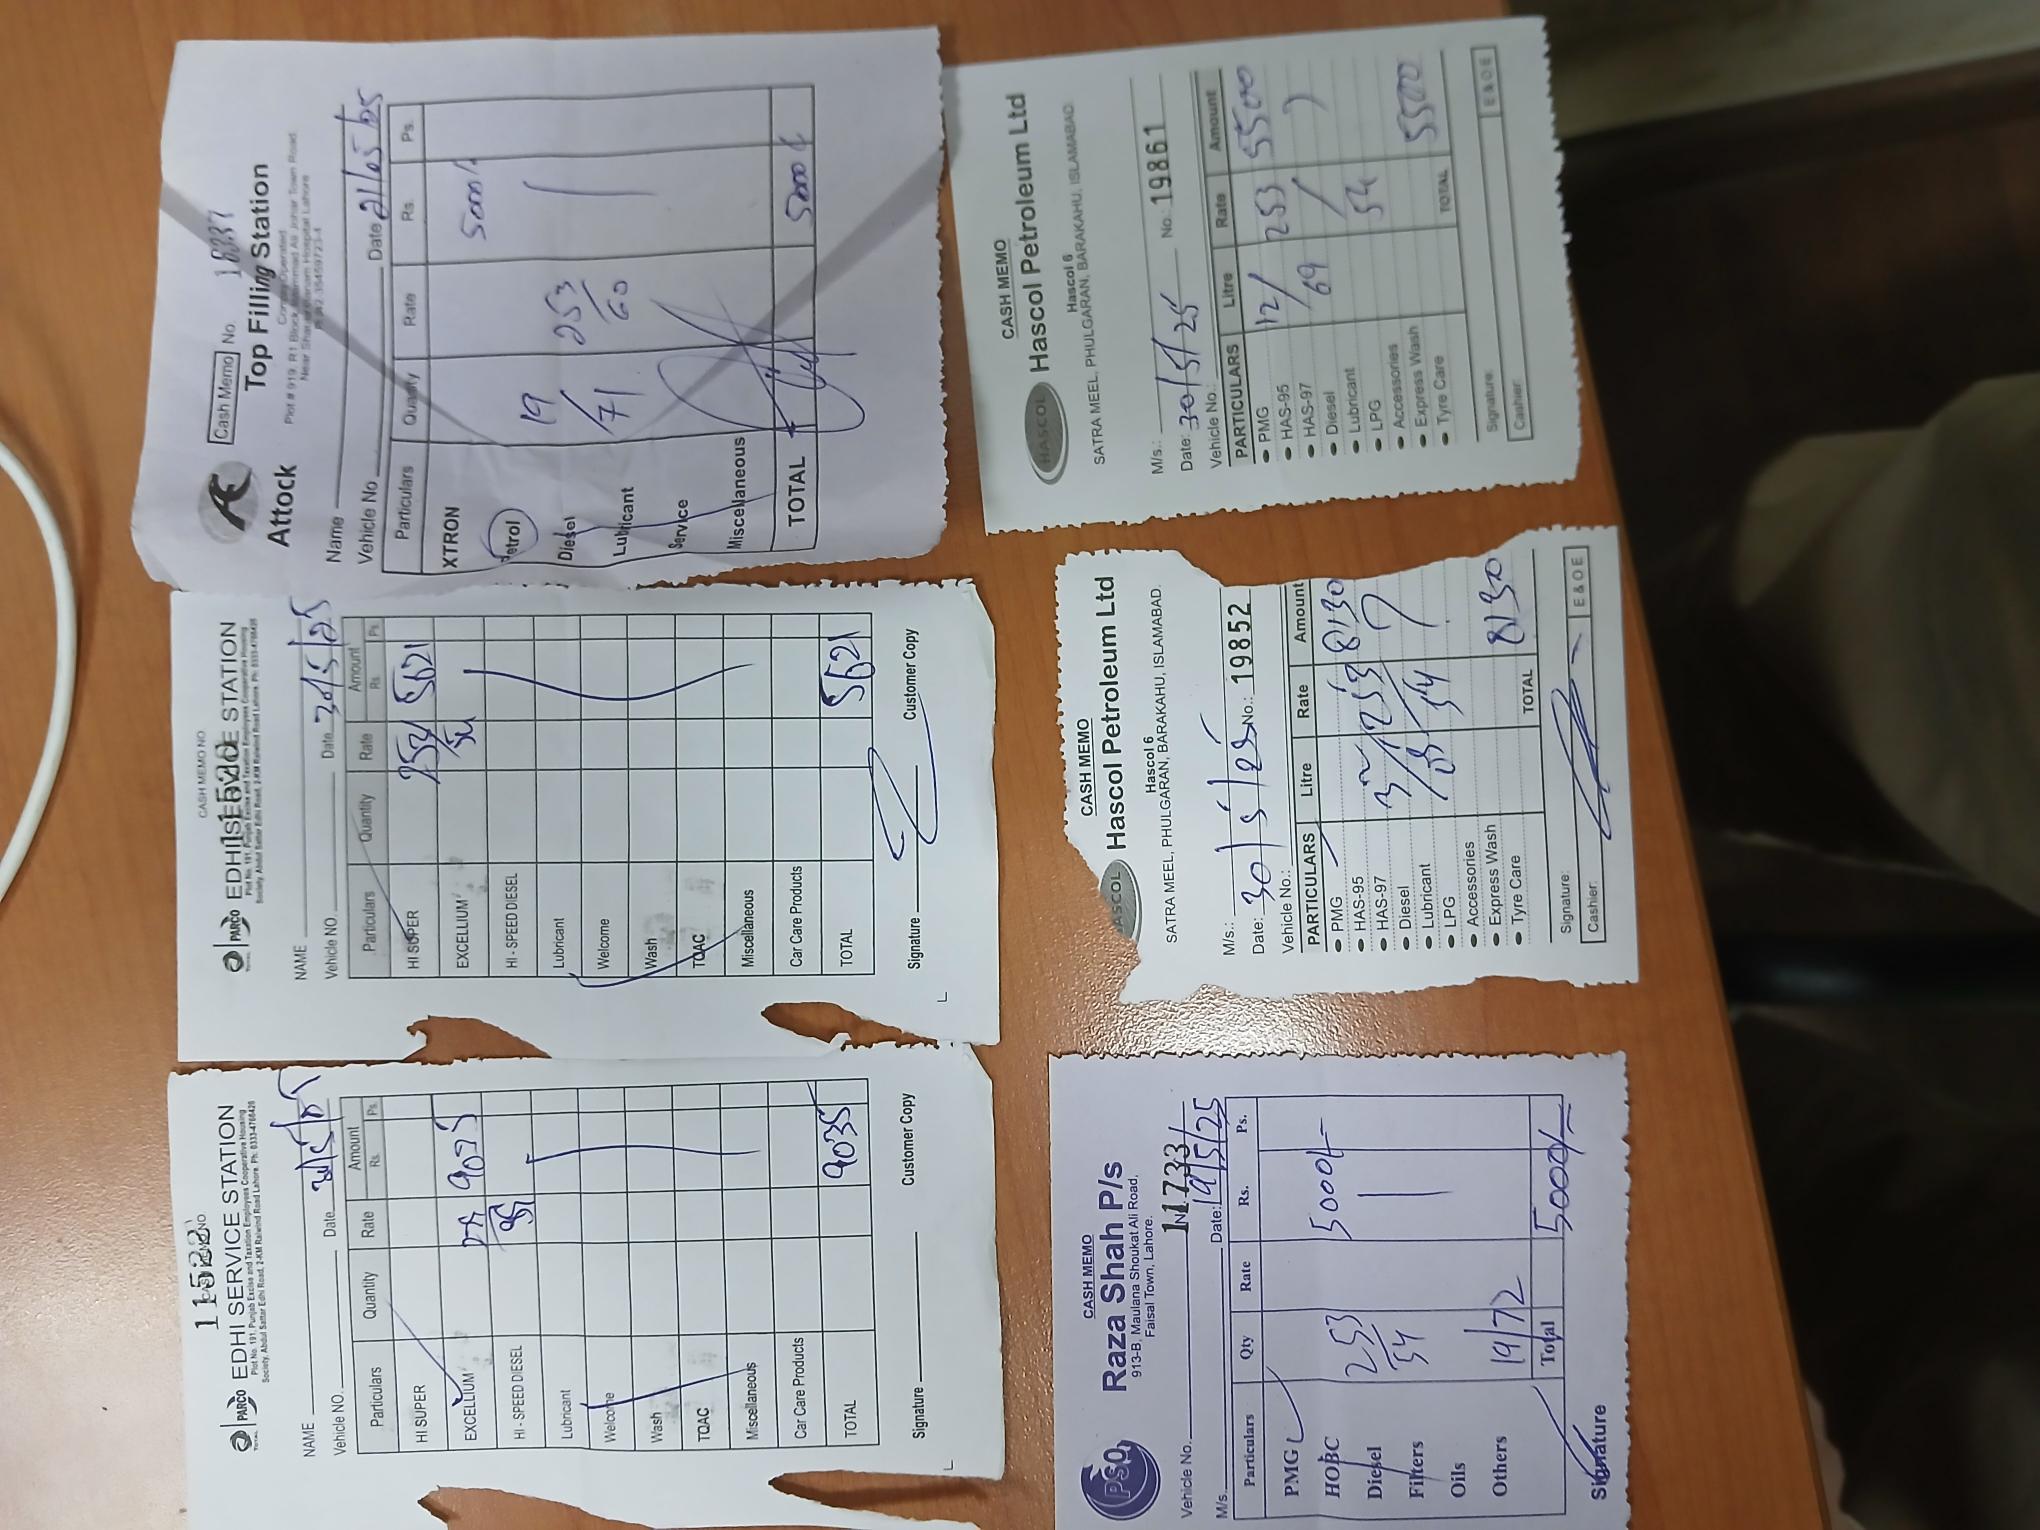 11522
CASH MEMO NO.
TOTAL PARCO EDHI SERVICE STATION
Plot No. 191, Punjab Excise and Taxation Employees Cooperative Housing
Society, Abdul Sattar Edhi Road, 2-KM Raiwind Road Lahore. Ph: 0333-4766426
NAME
Vehicle NO. Date 30/5/25
Particulars Quantity Rate Amount
Rs. Ps.
HI SUPER
EXCELLIUM 9035
HI - SPEED DIESEL
Lubricant
Welcome
Wash
TQAC
Miscellaneous
Car Care Products
TOTAL 9035
Signature Customer Copy
CASH MEMO NO.
PARCO EDHI SERVICE STATION
Plot No. 191, Punjab Excise and Taxation Employees Cooperative Housing
Society, Abdul Sattar Edhi Road, 2-KM Raiwind Road Lahore. Ph: 0333-4766426
NAME
Vehicle NO. Date 30/5/25
Particulars Quantity Rate Amount
Rs. Ps.
HI SUPER 253/ 5621
EXCELLIUM 54
HI - SPEED DIESEL
Lubricant
Welcome
Wash
TQAC
Miscellaneous
Car Care Products
TOTAL 5621
Signature Customer Copy
Cash Memo No. 18337
Attock Top Filling Station
Company Operated
Plot # 919, R1 Block, Muhammad Ali Johar Town Road,
Near Hospital Lahore
Name
Vehicle No Date 21/05/25
Particulars Quantity Rate Rs. Ps.
XTRON 5000/
Petrol 19
Diesel / 253
Lubricant 71 / 60
Service
Miscellaneous
TOTAL 5000/
CASH MEMO
PSO Raza Shah P/s
913-B, Maulana Shoukat Ali Road,
Faisal Town, Lahore.
Vehicle No. 11733
M/s. Date: 19/5/25
Particulars Qty Rate Rs. Ps.
PMG
HOBC 5000/-
Diesel 253
Filters 54
Oils
Others 19/72
Total 5000/-
Signature
CASH MEMO
HASCOL Hascol Petroleum Ltd
Hascol 6
SATRA MEEL, PHULGARAN, BARAKAHU, ISLAMABAD.
M/s.:
Date: 30/5/25 No.: 19852
Vehicle No.:
PARTICULARS Litre Rate Amount
PMG 8130
HAS-95
HAS-97 253
Diesel
Lubricant 54
LPG
Accessories
Express Wash 8130
Tyre Care
TOTAL
Signature:
Cashier: E & O E
CASH MEMO
HASCOL Hascol Petroleum Ltd
Hascol 6
SATRA MEEL, PHULGARAN, BARAKAHU, ISLAMABAD.
M/s.:
Date: 30/5/25 No.: 19861
Vehicle No.:
PARTICULARS Litre Rate Amount
PMG 12/ 253 5500
HAS-95
HAS-97 69 /
Diesel
Lubricant 54
LPG
Accessories 5500
Express Wash
Tyre Care TOTAL
Signature:
Cashier: E & O E